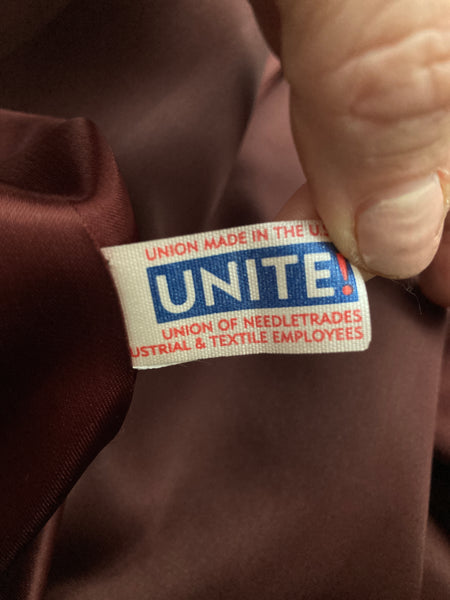 UNION MADE IN THE U.S
UNITE!
UNION OF NEEDLETRADES
USTRIAL & TEXTILE EMPLOYEES